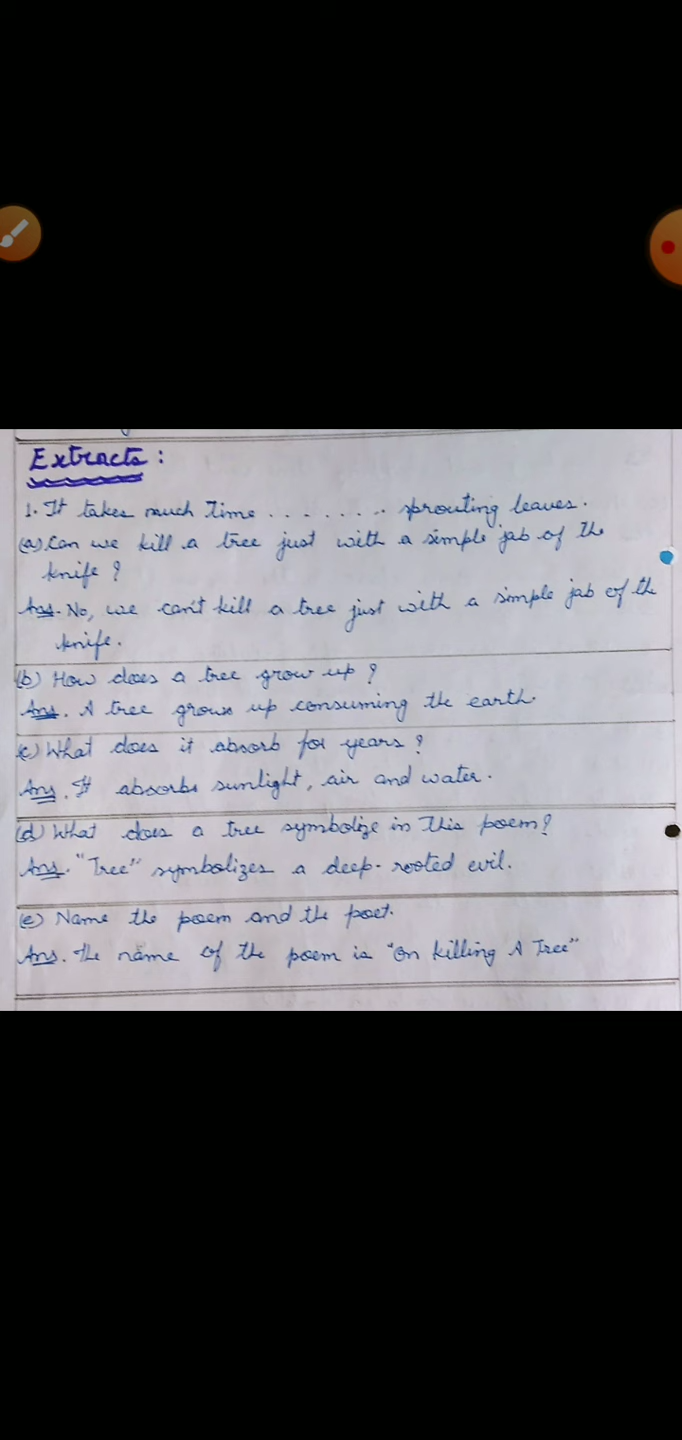 Extracts :
1. It takes much time . . . . . . . sprouting leaves.
(a) Can we kill a tree just with a simple jab of the
knife ?
Ans. No, we can't kill a tree just with a simple jab of the
knife.
(b) How does a tree grow up ?
Ans. A tree grows up consuming the earth.
(c) What does it absorb for years ?
Ans. It absorbs sunlight, air and water.
(d) What does a tree symbolize in this poem?
Ans. "Tree" symbolizes a deep-rooted evil.
(e) Name the poem and the poet.
Ans. the name of the poem is "On killing A Tree"